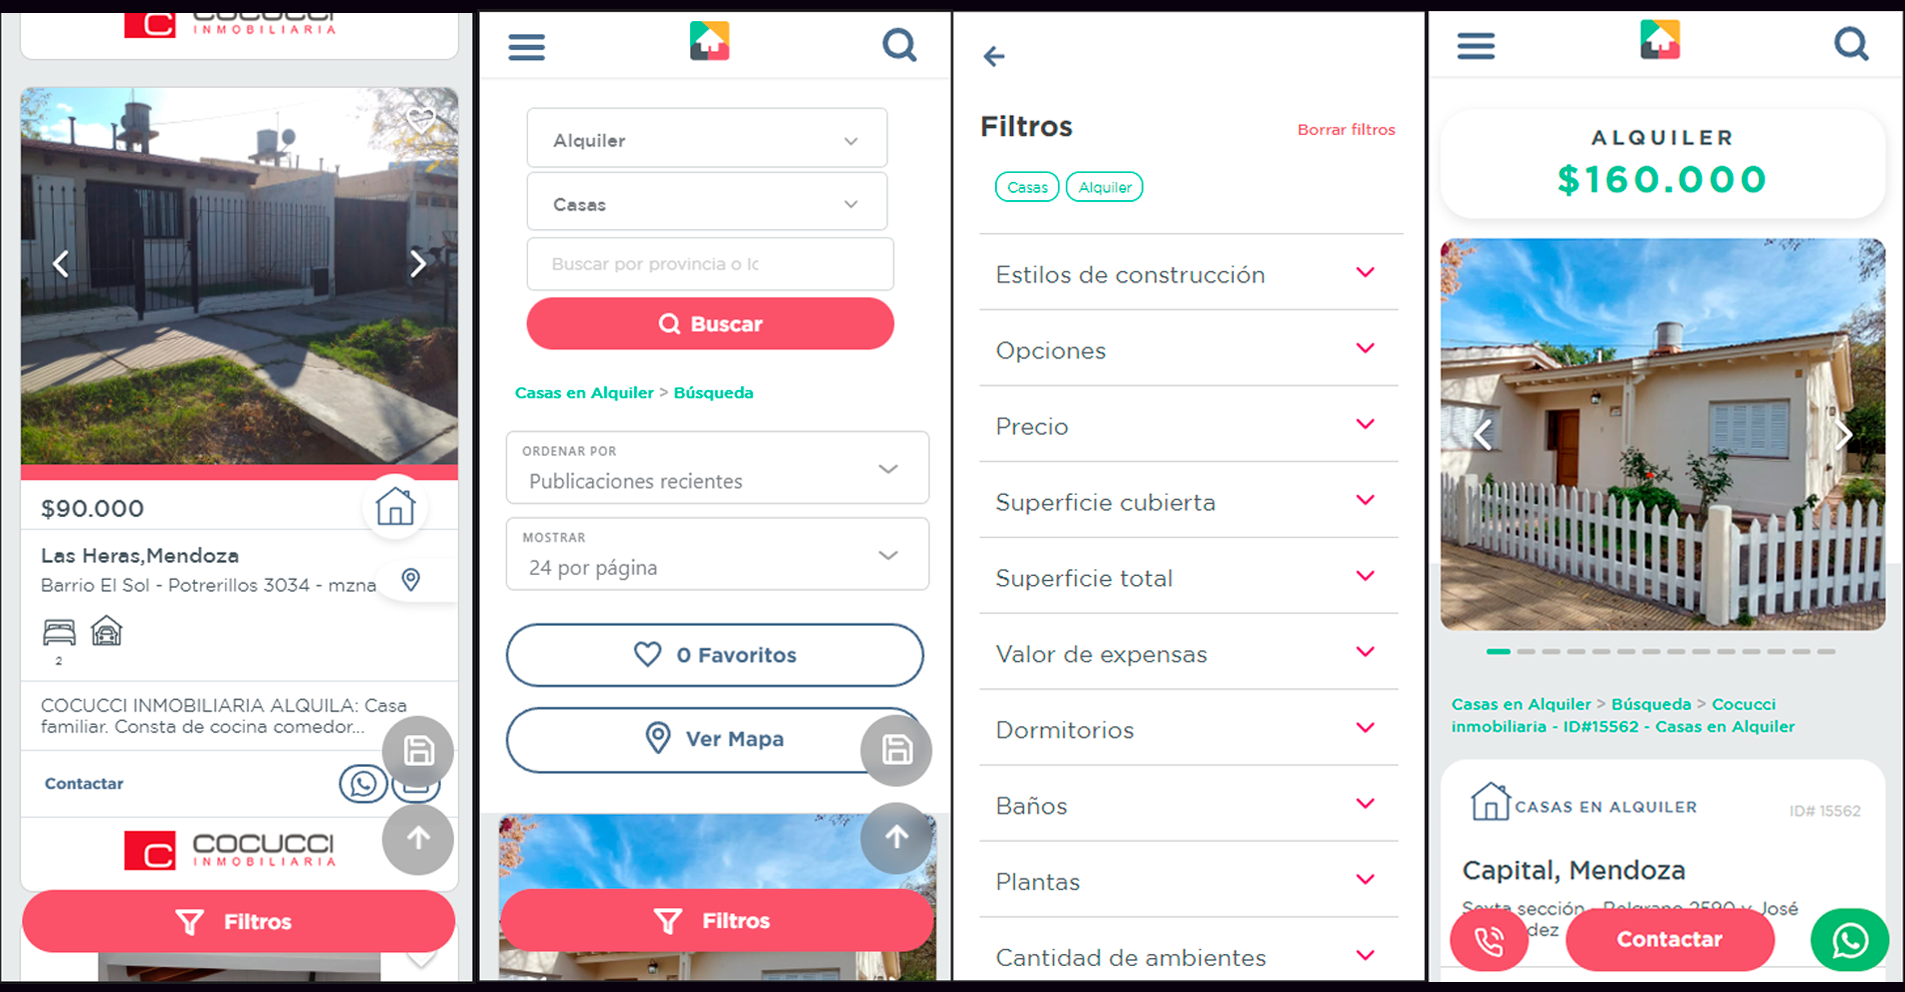 COCUCCI
INMOBILIARIA
$90.000
Las Heras,Mendoza
Barrio El Sol - Potrerillos 3034 - mzna
2
COCUCCI INMOBILIARIA ALQUILA: Casa
familiar. Consta de cocina comedor...
Contactar
COCUCCI
INMOBILIARIA
Filtros
Alquiler
Casas
Buscar por provincia o lc
Buscar
Casas en Alquiler > Búsqueda
ORDENAR POR
Publicaciones recientes
MOSTRAR
24 por página
0 Favoritos
Ver Mapa
Filtros
Filtros
Borrar filtros
Casas
Alquiler
Estilos de construcción
Opciones
Precio
Superficie cubierta
Superficie total
Valor de expensas
Dormitorios
Baños
Plantas
Cantidad de ambientes
ALQUILER
$160.000
Casas en Alquiler > Búsqueda > Cococci
inmobiliaria - ID#15562 - Casas en Alquiler
CASAS EN ALQUILER
ID# 15562
Capital, Mendoza
Sexta sección - Belgrano 2590 y José
dez
Contactar